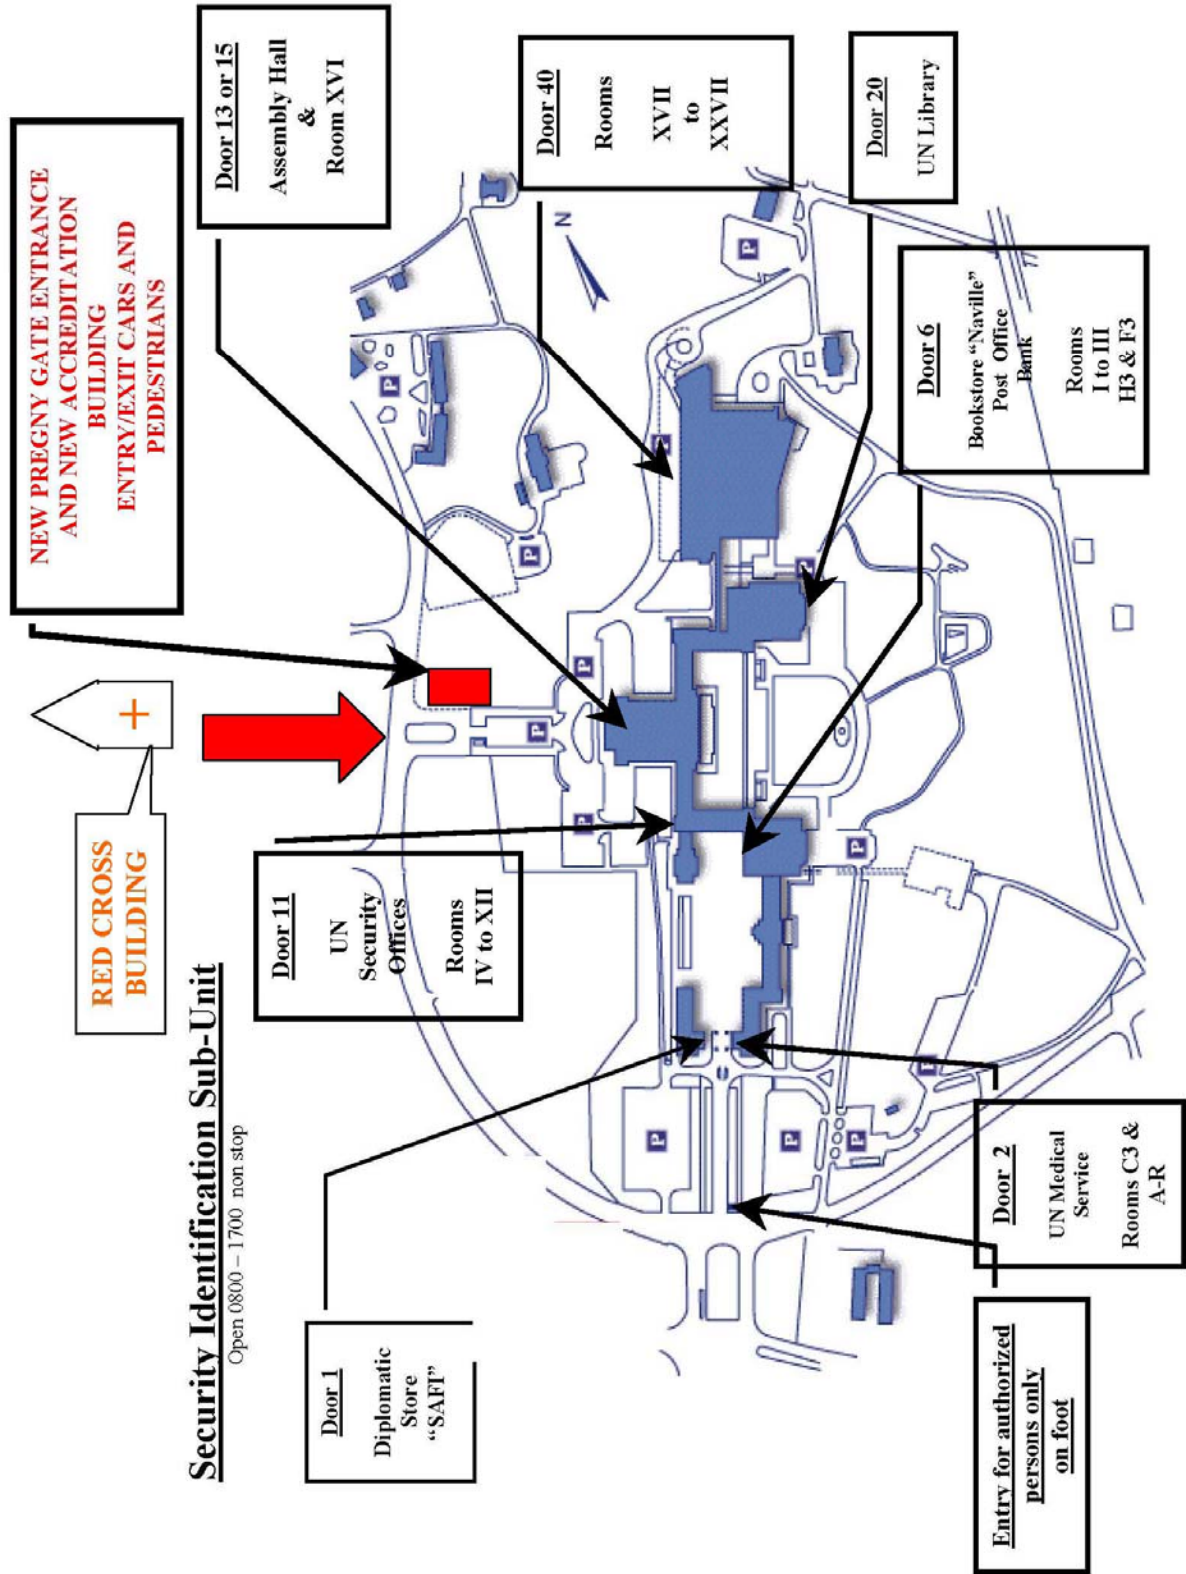 Security Identification Sub-Unit
Open 0800 – 1700 non stop
RED CROSS
BUILDING
NEW PREGNY GATE ENTRANCE
AND NEW ACCREDITATION
BUILDING
ENTRY/EXIT CARS AND
PEDESTRIANS
Door 1
Diplomatic
Store
“SAFI”
Door 11
UN
Security
Offices
Rooms
IV to XII
Door 13 or 15
Assembly Hall
&
Room XVI
Door 40
Rooms
XVII
to
XXVII
N
P
P
P
P
P
P
P
P
P
P
P
P
P
Entry for authorized
persons only
on foot
Door 2
UN Medical
Service
Rooms C3 &
A-R
Door 6
Bookstore “Naville”
Post Office
Bank
Rooms
I to III
H3 & F3
Door 20
UN Library